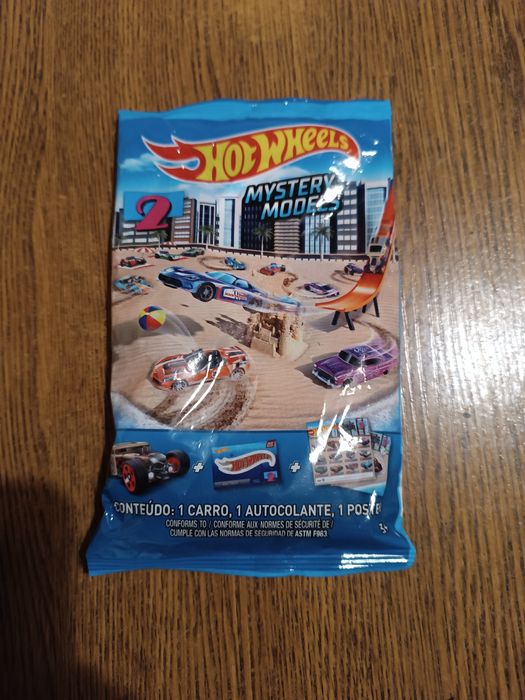 HOT WHEELS
MYSTERY
MODELS
2
CONTEÚDO: 1 CARRO, 1 AUTOCOLANTE, 1 POSTER
CONFORMS TO / CONFORME AUX NORMES DE SÉCURITÉ DE/
CUMPLE CON LAS NORMAS DE SEGURIDAD DE ASTM F963.
3+